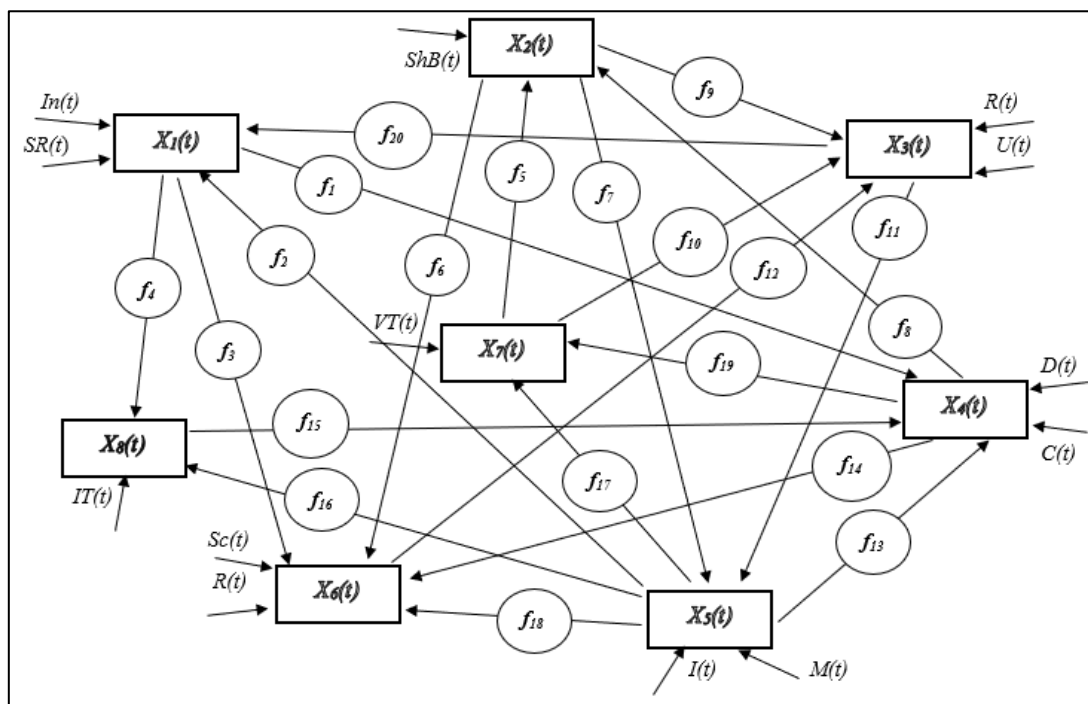 X2(t)
ShB(t)
f9
In(t)
SR(t)
X1(t)
f20
X3(t)
R(t)
U(t)
f1
f5
f7
f10
f11
f12
f2
f6
f4
f3
VT(t)
X7(t)
f19
f8
D(t)
X4(t)
C(t)
X8(t)
f15
IT(t)
f16
f17
f14
f13
Sc(t)
R(t)
X6(t)
f18
X5(t)
I(t)
M(t)